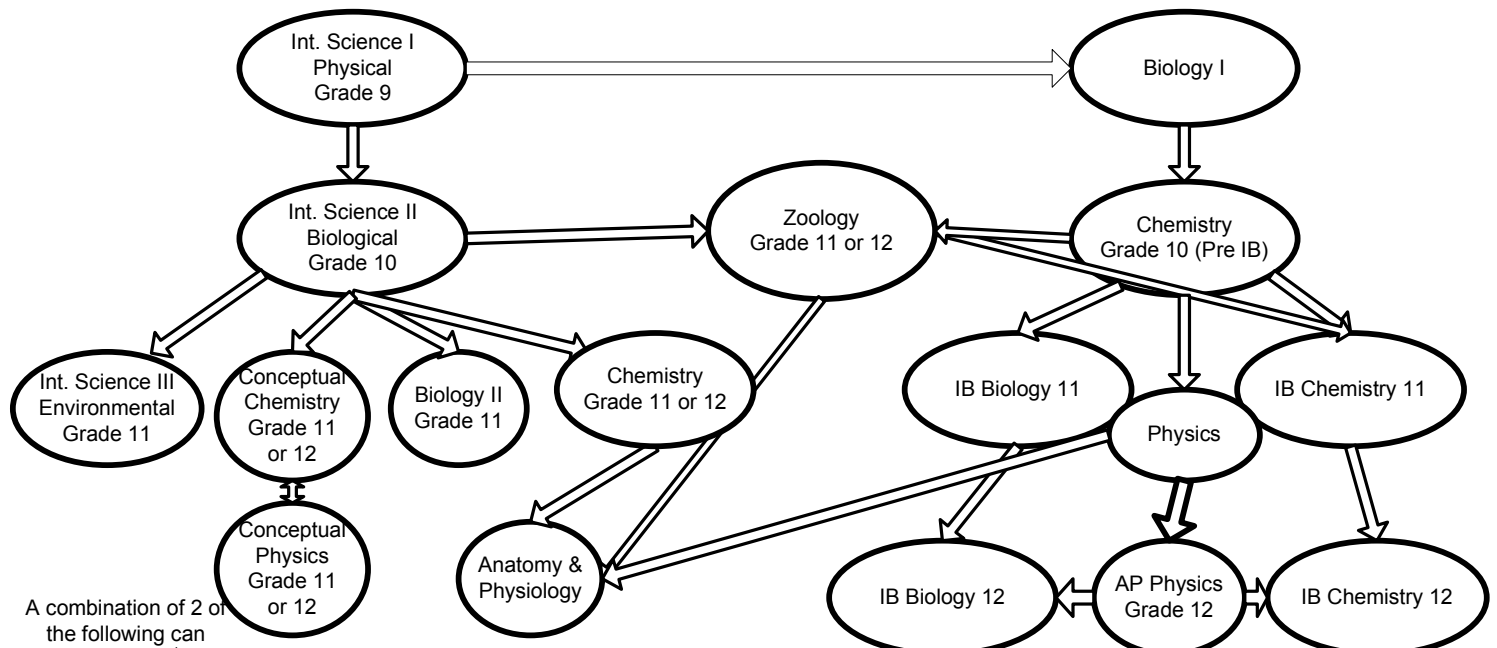 Int. Science I
Physical
Grade 9
Biology I
Int. Science II
Biological
Grade 10
Zoology
Grade 11 or 12
Chemistry
Grade 10 (Pre IB)
Int. Science III
Environmental
Grade 11
Conceptual
Chemistry
Grade 11
or 12
Biology II
Grade 11
Chemistry
Grade 11 or 12
IB Biology 11
Physics
IB Chemistry 11
Conceptual
Physics
Grade 11
or 12
Anatomy &
Physiology
IB Biology 12
AP Physics
Grade 12
IB Chemistry 12
A combination of 2 of
the following can